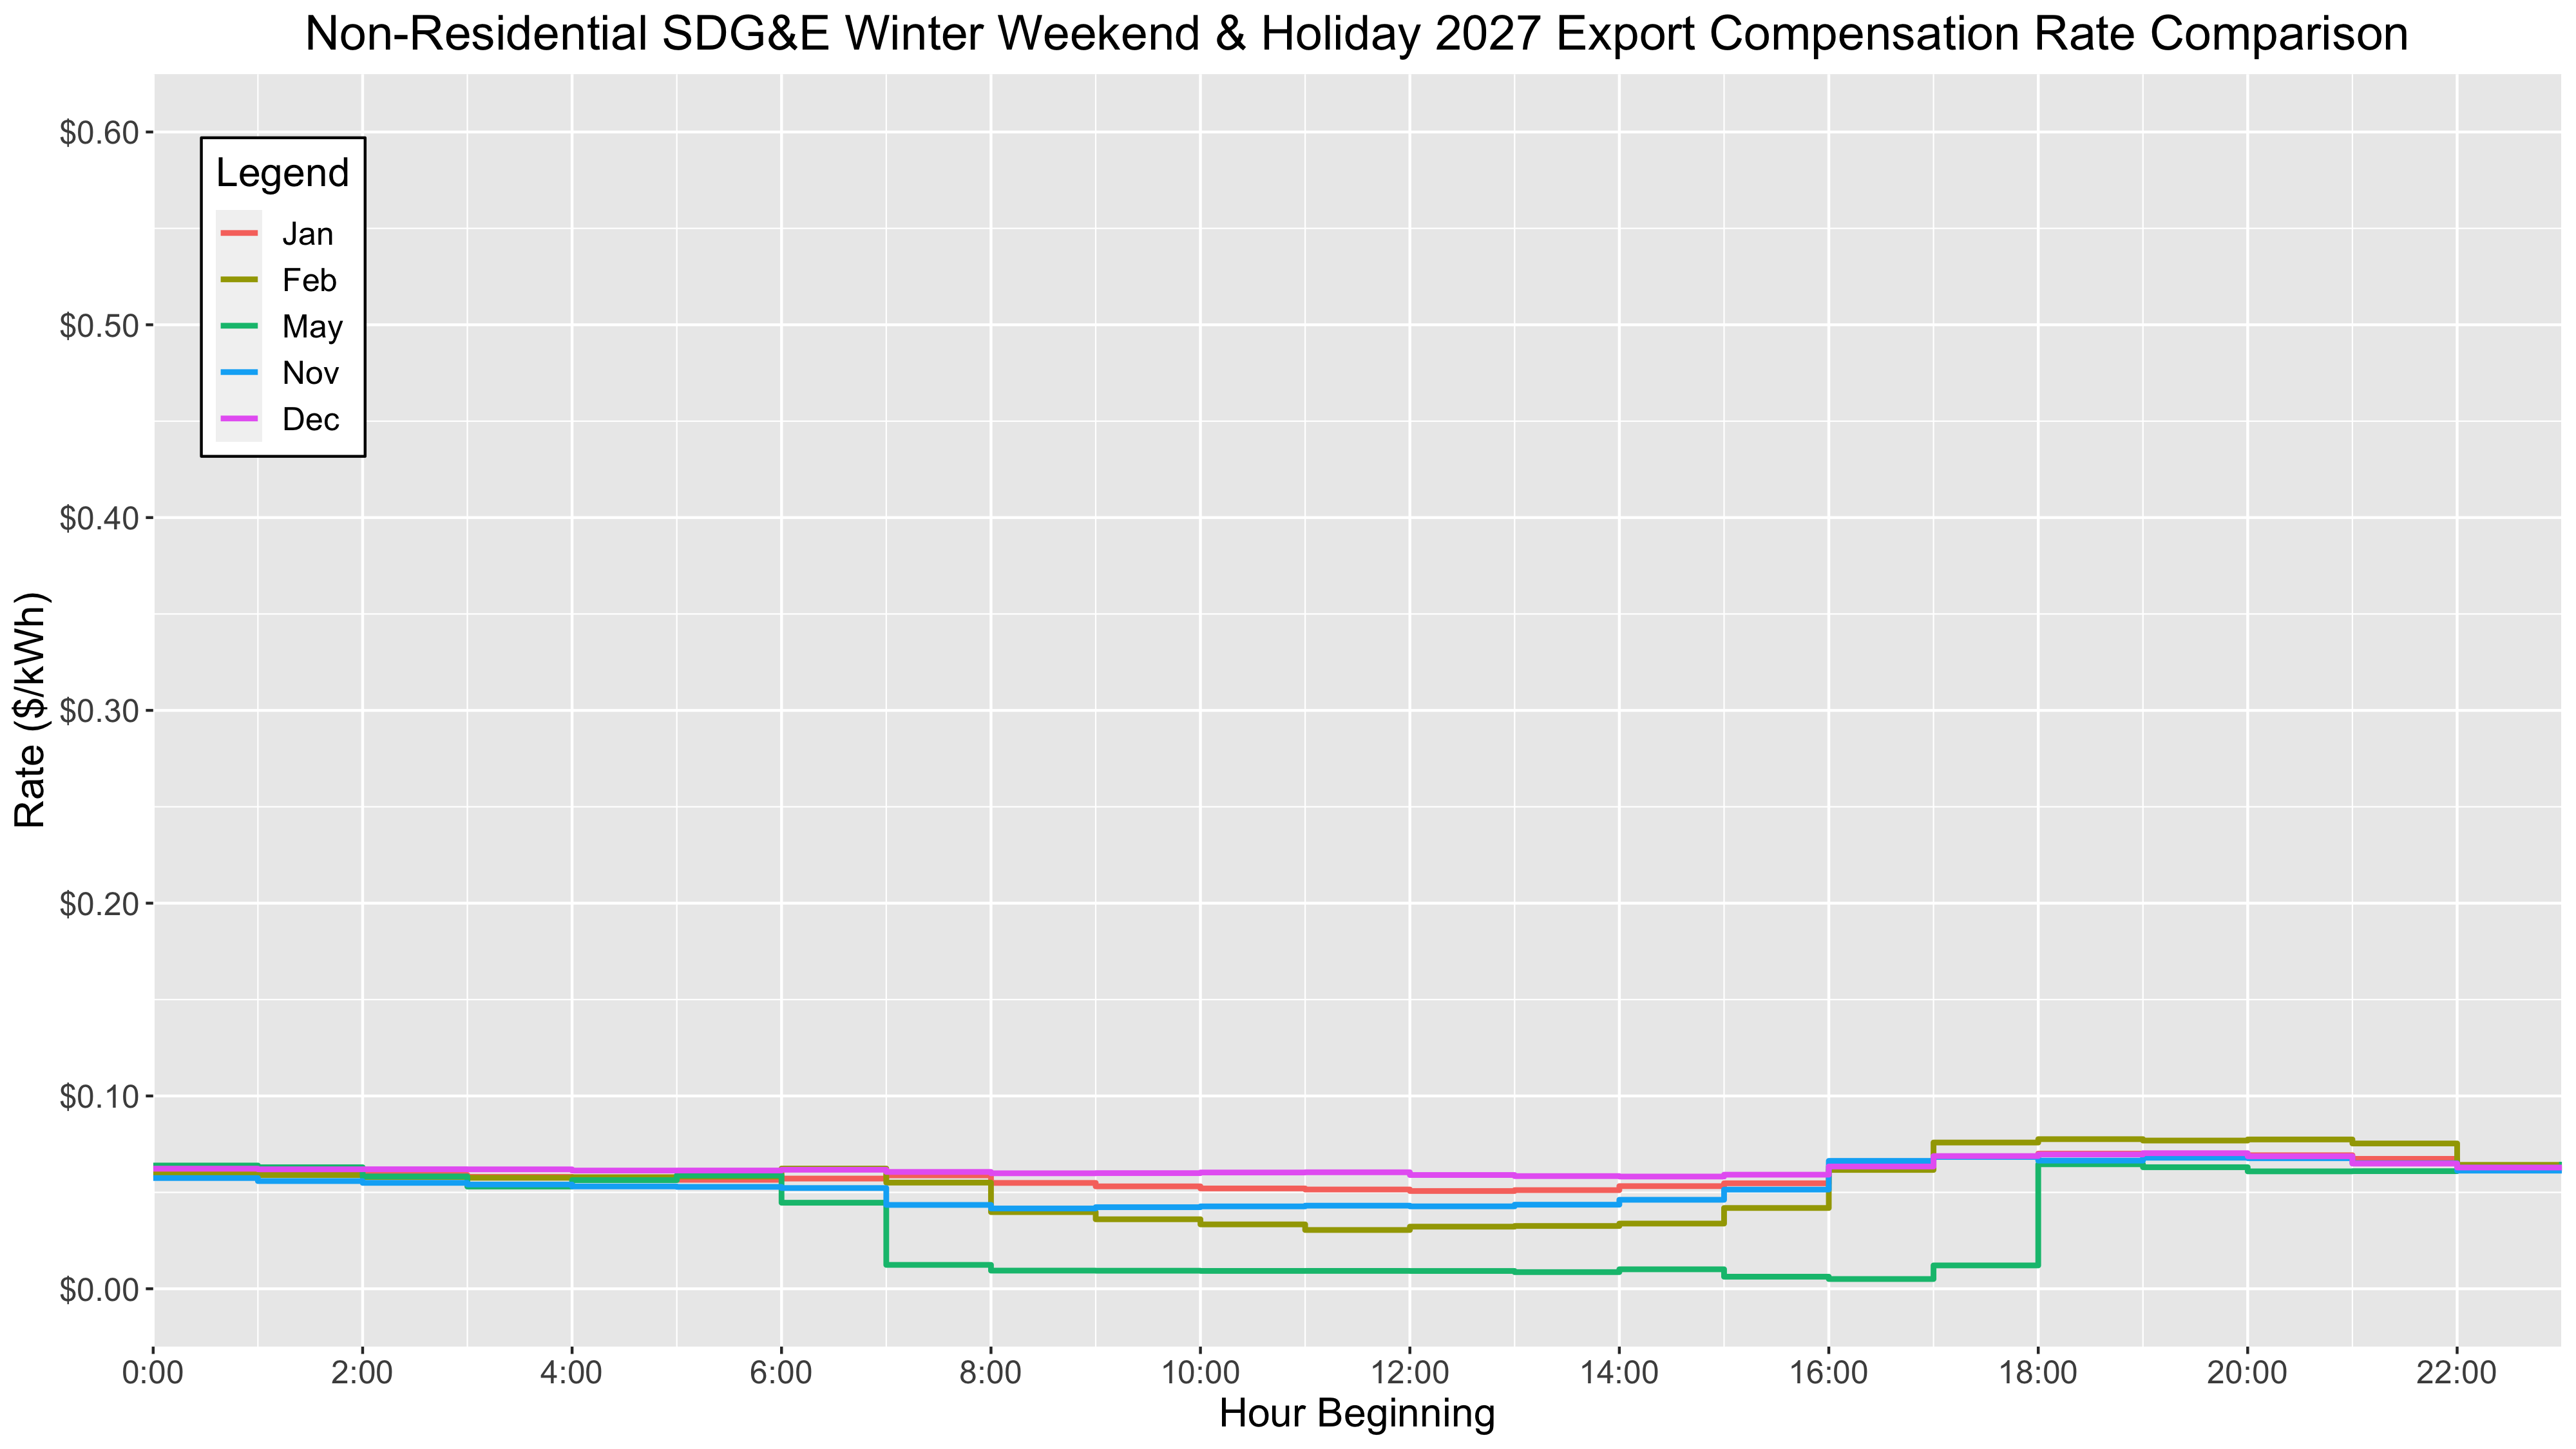 Non-Residential SDG&E Winter Weekend & Holiday 2027 Export Compensation Rate Comparison
Legend
Jan
Feb
May
Nov
Dec
Rate ($/kWh)
$0.60
$0.50
$0.40
$0.30
$0.20
$0.10
$0.00
0:00 2:00 4:00 6:00 8:00 10:00 12:00 14:00 16:00 18:00 20:00 22:00
Hour Beginning